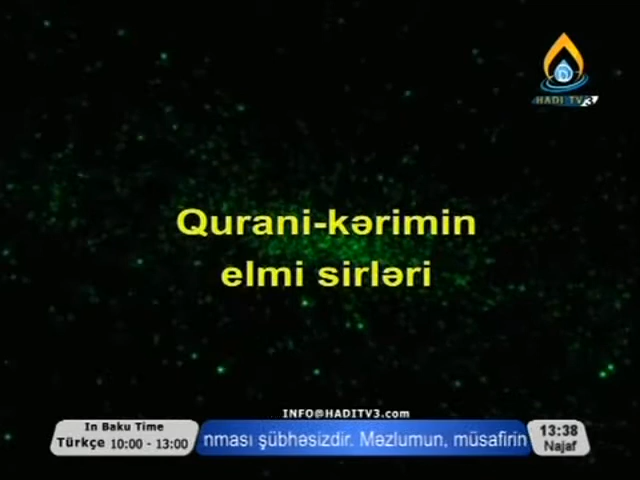 HADI TV3
Qurani-kərimin
elmi sirləri
INFO@HADITV3.com
In Baku Time
Türkçe 10:00 - 13:00
nması şübhəsizdir. Məzlumun, müsafirin
13:38
Najaf